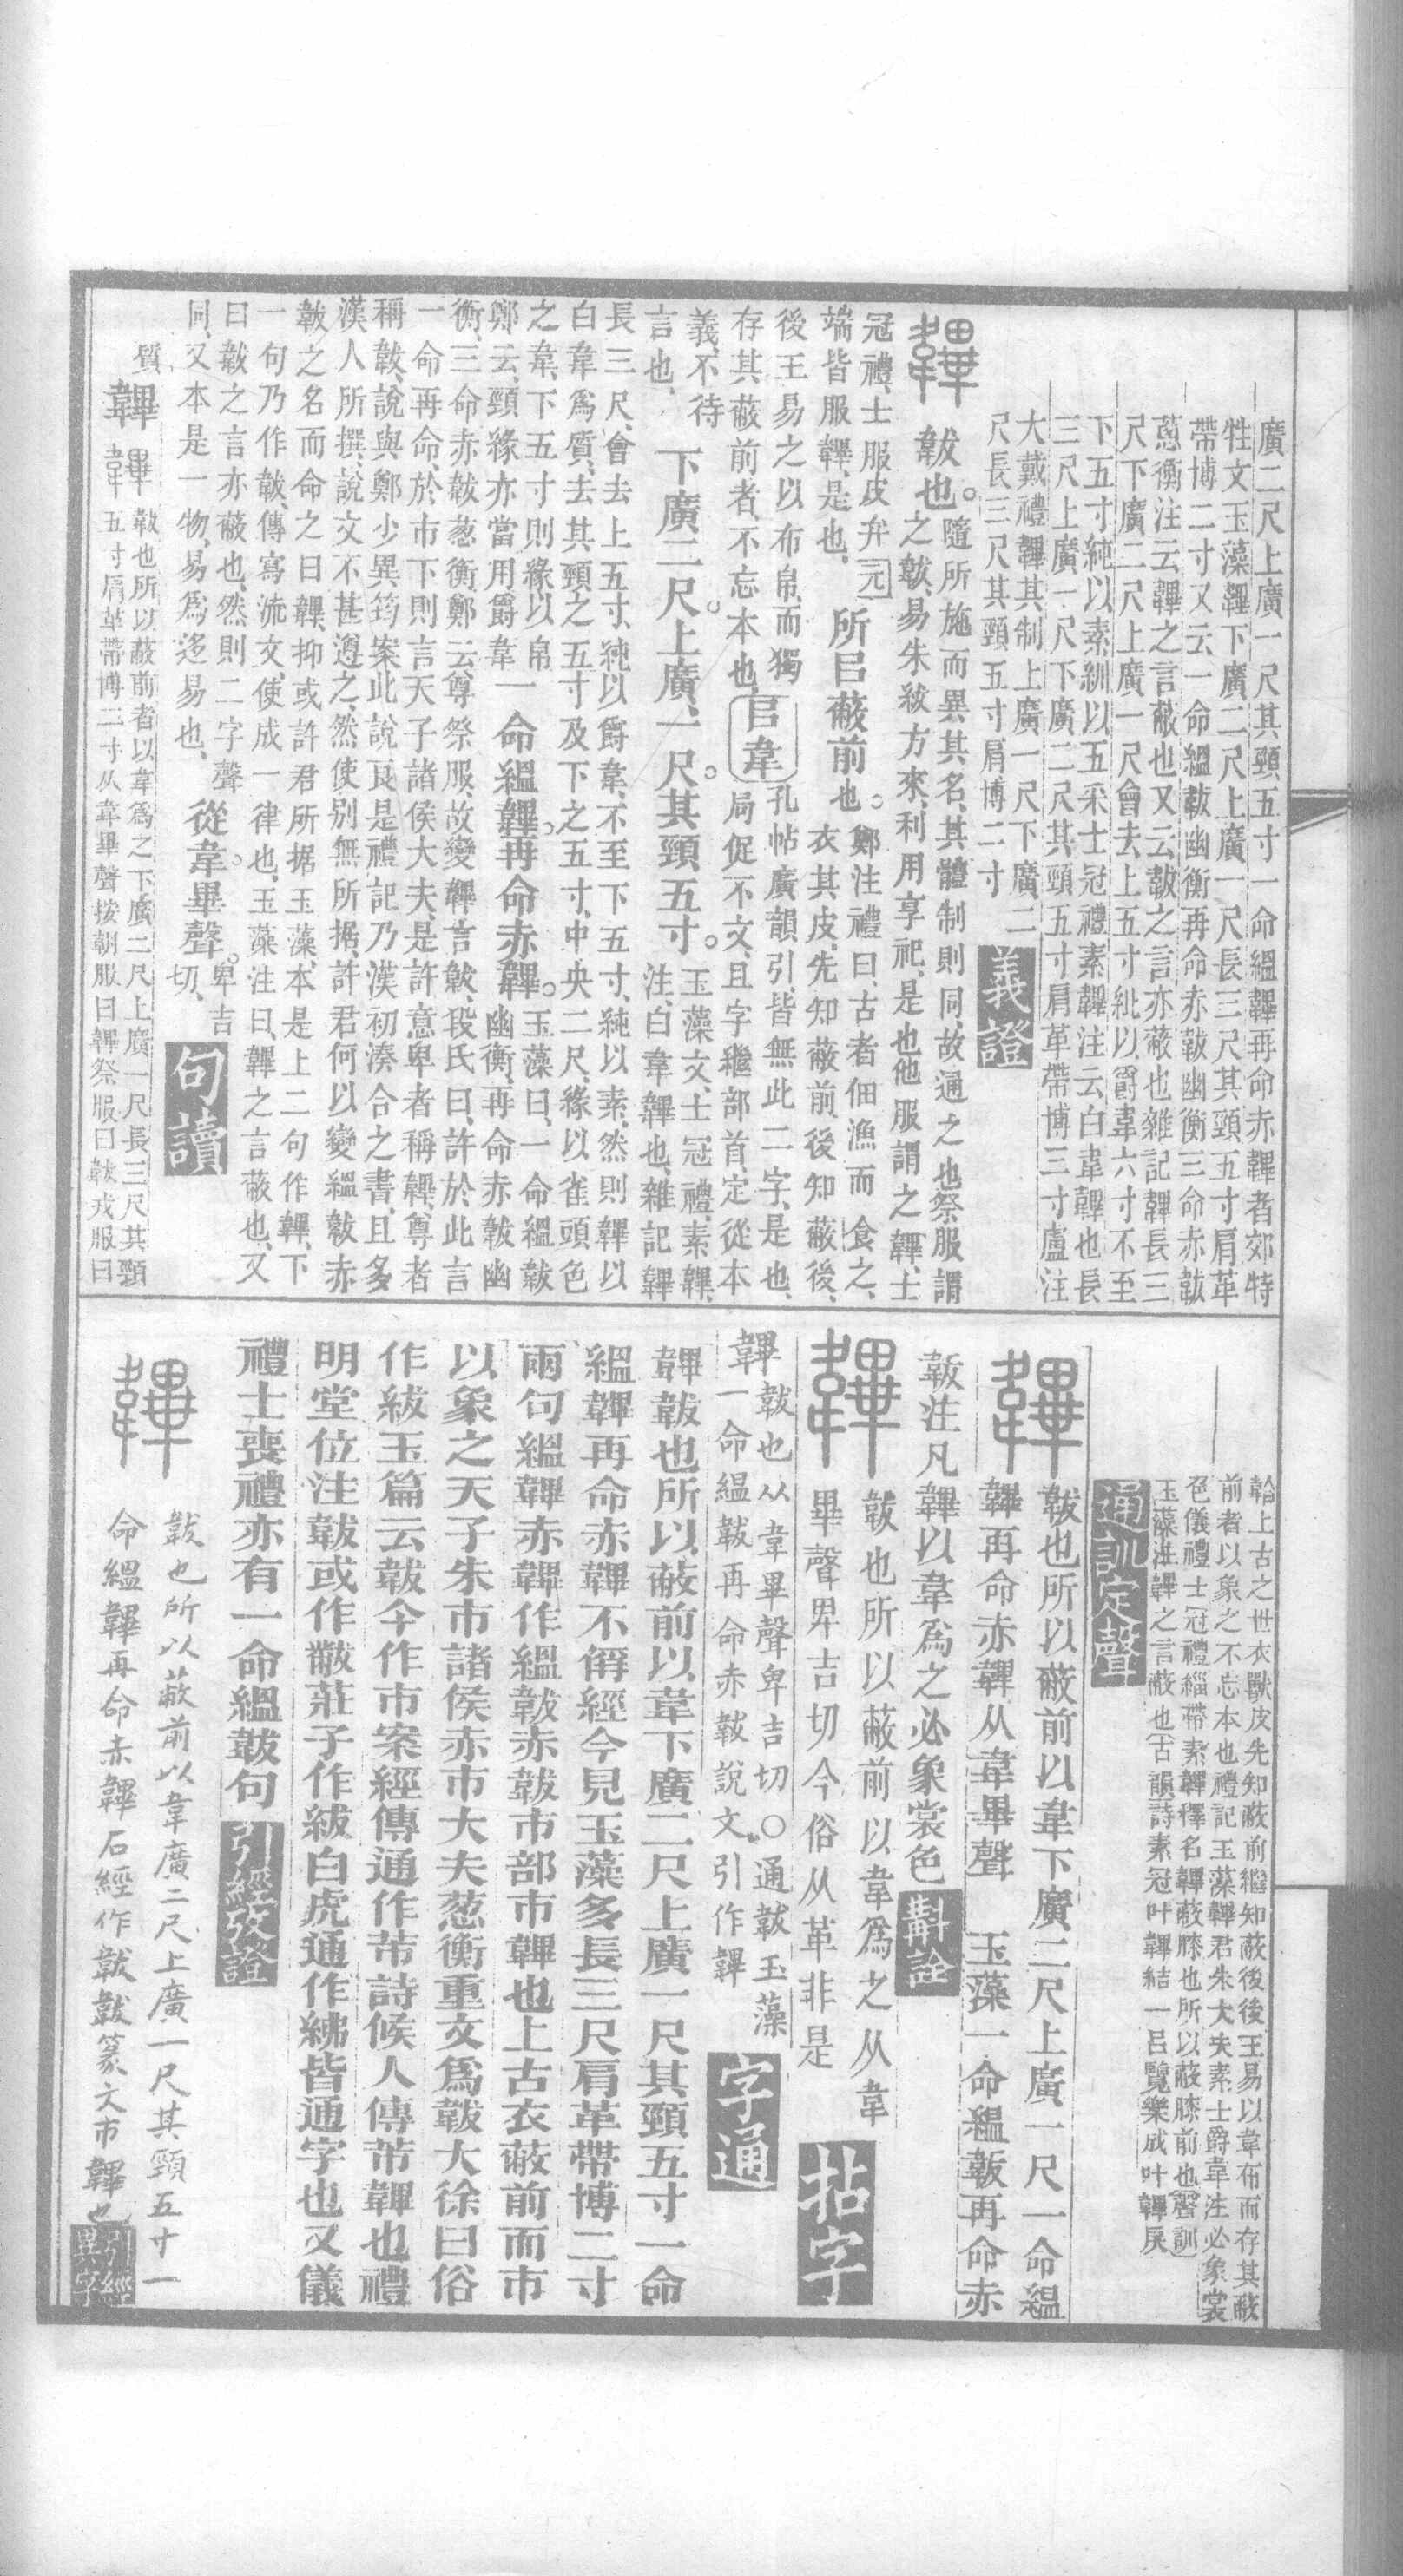 廣二尺上廣一尺其頸五寸一命縕韠再命赤韠者郊特
牲文玉藻韠下廣二尺上廣一尺長三尺其頸五寸肩革
帶博二寸又云一命縕韍幽衡再命赤韍幽衡三命赤韍
蔥衡注云韠之言蔽也又云韍之言亦蔽也雜記韠長三
尺下廣二尺上廣一尺會去上五寸紕以爵韋六寸不至
下五寸純以素紃以五采士冠禮素韠注云白韋韠也長
三尺上廣一尺下廣二尺其頸五寸肩革帶博三寸盧注
大戴禮韠其制上廣一尺下廣二
尺長三尺其頸五寸肩博二寸 義證
韠 韍也。隨所施而異其名、其體制則同、故通之也祭服謂
之韍、易朱紱方來、利用享祀、是也他服謂之韠、士
冠禮、士服皮弁元
端皆服韠、是也、所㠯蔽前也。鄭注禮曰、古者佃漁而食之、
衣其皮、先知蔽前、後知蔽後、
後王易之以布帛、而獨
存其蔽前者、不忘本也、㠯韋孔帖廣韻引、皆無此二字、是也、
局促不文、且字繼部首、定從本
義、不待
言也、下廣二尺。上廣一尺。其頸五寸。玉藻文、士冠禮、素韠、
注、白韋韠也、雜記韠
長三尺、會去上五寸、純以爵韋、不至下五寸、純以素、然則韠以
白韋爲質、去其頸之五寸及下之五寸、中央二尺、緣以雀頭色
之韋、下五寸則緣以帛、
鄭云、頸緣亦當用爵韋一命縕韠。再命赤韠。玉藻曰、一命縕韍
幽衡、再命赤韍幽
衡、三命赤韍蔥衡、鄭云、尊祭服、故變韠言韍、段氏曰、許於此言
一命再命、於市下則言天子諸侯大夫、是許意卑者稱韠、尊者
稱韍、說與鄭少異、筠案此說良是、禮記乃漢初湊合之書、且多
漢人所撰、說文不甚遵之、然使别無所据、許君何以變縕韍赤
韍之名而命之曰韠、抑或許君所据玉藻、本是上二句作韠、下
一句乃作韍、傳寫流文、使成一律也、玉藻注曰、韠之言蔽也、又
曰韍之言亦蔽也、然則二字聲
同、又本是一物、易爲迻易也、從韋。畢聲。卑吉
切、句讀
質 韠 韠 韍也所以蔽前者以韋爲之下廣二尺上廣一尺長三尺其頸
五寸肩革帶博二寸从韋畢聲按朝服曰韠祭服曰韍戎服曰
韐上古之世衣獸皮先知蔽前繼知蔽後後王易以韋布而存其蔽
前者以象之不忘本也禮記玉藻韠君朱大夫素士爵韋注必象裳
色儀禮士冠禮緇帶素韠釋名韠蔽膝也所以蔽膝前也聲訓
玉藻注韠之言蔽也古韻詩素冠叶韠結一呂覽樂成叶韠戾
通訓定聲
韠 韍也所以蔽前以韋下廣二尺上廣一尺一命縕
韠再命赤韠从韋畢聲 玉藻一命縕韍再命赤
韍注凡韠以韋爲之必象裳色 斠詮
韠 韍也所以蔽前以韋爲之从韋
畢聲卑吉切今俗从革非是 拈字
韠 韍也从韋畢聲卑吉切〇通韍玉藻
一命縕韍再命赤韍說文引作韠 字通
韠韍也所以蔽前以韋下廣二尺上廣一尺其頸五寸一命
縕韠再命赤韠不偁經今見玉藻多長三尺肩革帶博二寸
兩句縕韠赤韠作縕韍赤韍市部市韠也上古衣蔽前而市
以象之天子朱市諸侯赤市大夫葱衡重文爲韍大徐曰俗
作紱玉篇云韍今作市案經傳通作芾詩候人傳芾韠也禮
明堂位注韍或作黻莊子作紱白虎通作紼皆通字也又儀
禮士喪禮亦有一命縕韍句 引經攷證
韠 韍也所以蔽前以韋廣二尺上廣一尺其頸五寸一
命縕韠再命赤韠石經作韍韍篆文市韠也 引經異字